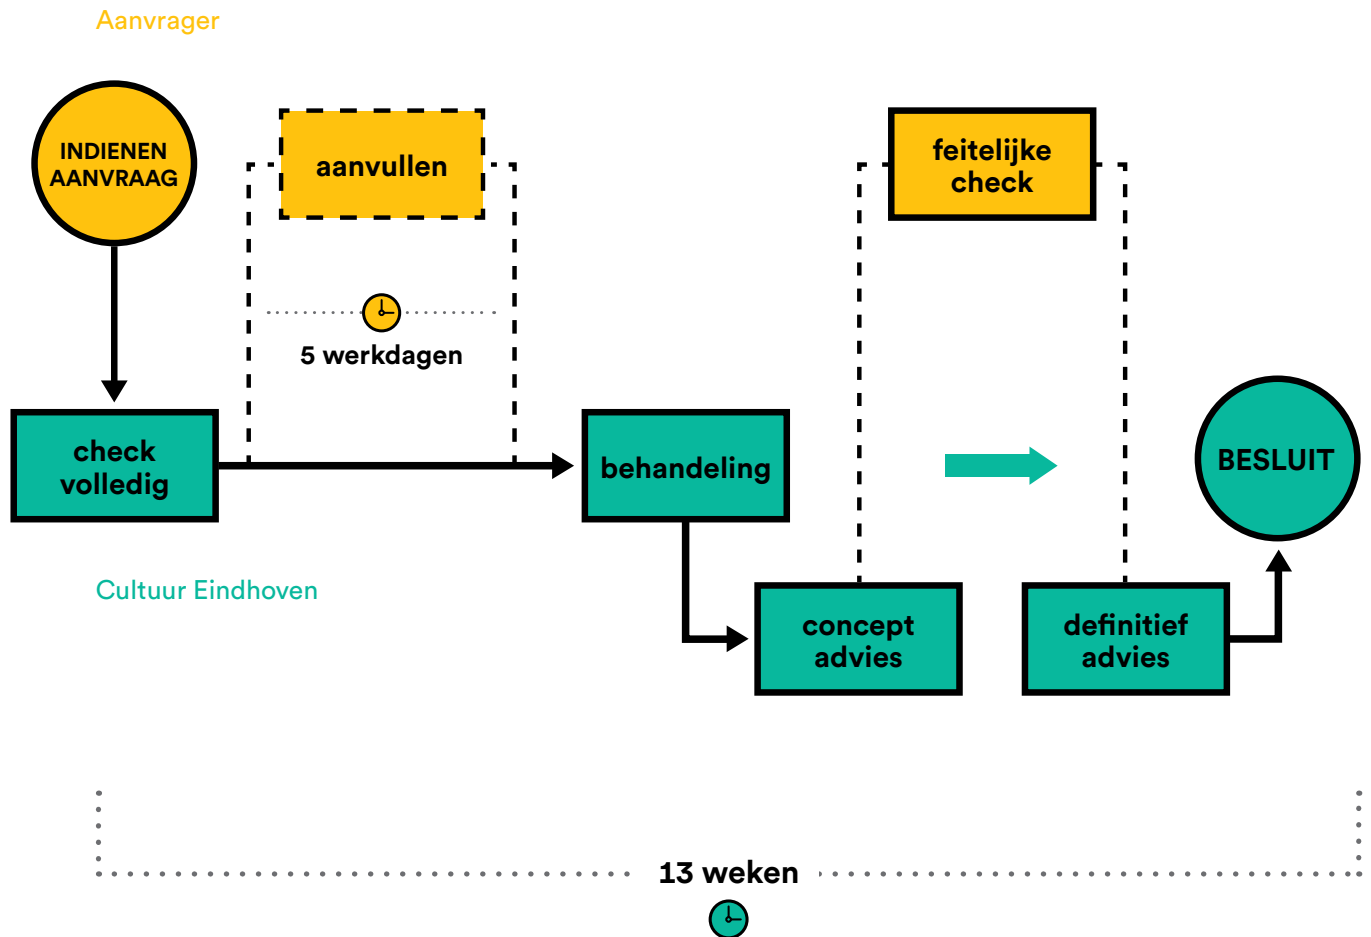 Aanvrager
INDIENEN
AANVRAAG
aanvullen
feitelijke
check
5 werkdagen
check
volledig
behandeling
BESLUIT
Cultuur Eindhoven
concept
advies
definitief
advies
13 weken